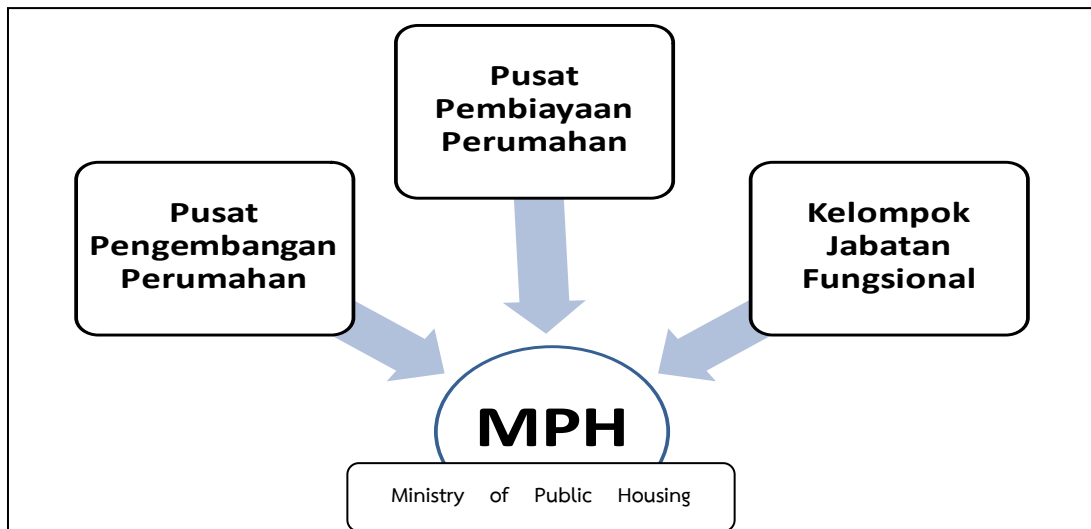 Pusat
Pembiayaan
Perumahan
Pusat
Pengembangan
Perumahan
Kelompok
Jabatan
Fungsional
MPH
Ministry of Public Housing